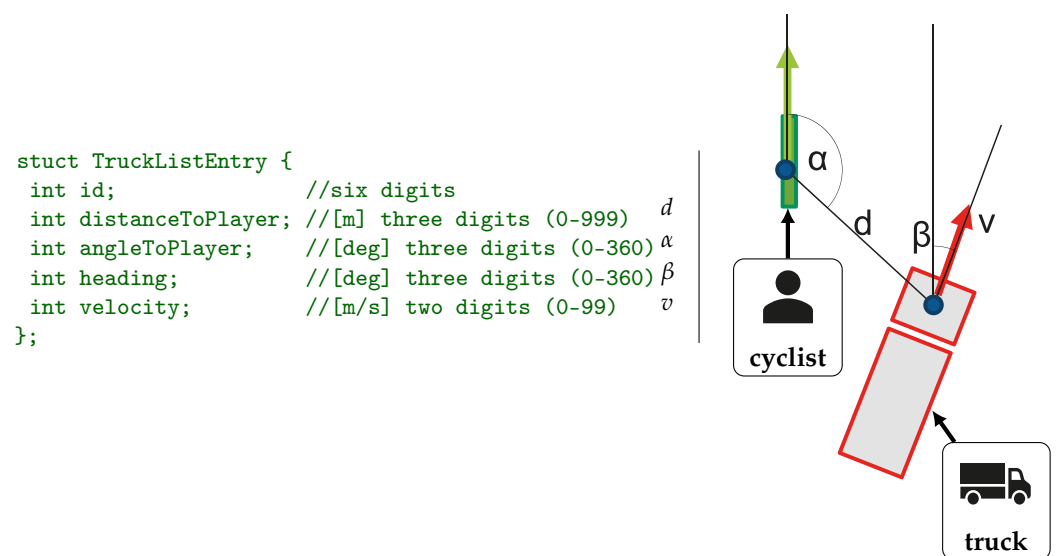 stuct TruckListEntry {
int id; //six digits
int distanceToPlayer; //[m] three digits (0-999) d
int angleToPlayer; //[deg] three digits (0-360) α
int heading; //[deg] three digits (0-360) β
int velocity; //[m/s] two digits (0-99) v
};
α
d
β
v
cyclist
truck